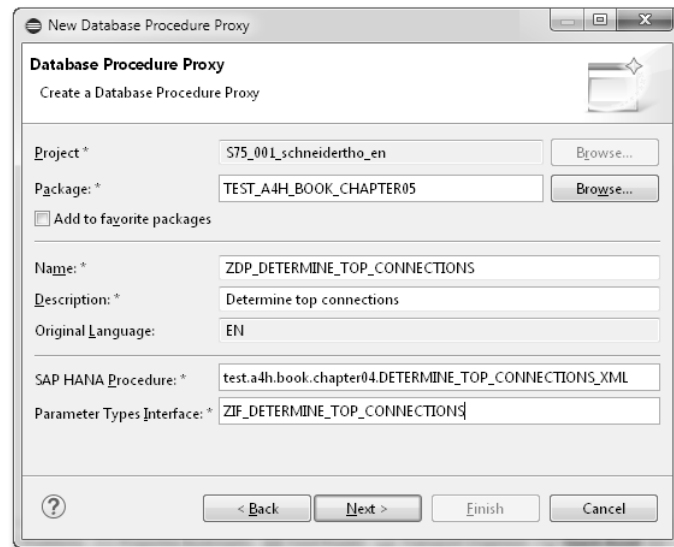 New Database Procedure Proxy
Database Procedure Proxy
Create a Database Procedure Proxy
Project * S75_001_schneidertho_en Browse...
Package: * TEST_A4H_BOOK_CHAPTER05 Browse...
Add to favorite packages
Name: * ZDP_DETERMINE_TOP_CONNECTIONS
Description: * Determine top connections
Original Language: EN
SAP HANA Procedure: * test.a4h.book.chapter04.DETERMINE_TOP_CONNECTIONS_XML
Parameter Types Interface: * ZIF_DETERMINE_TOP_CONNECTIONS
? < Back Next > Finish Cancel